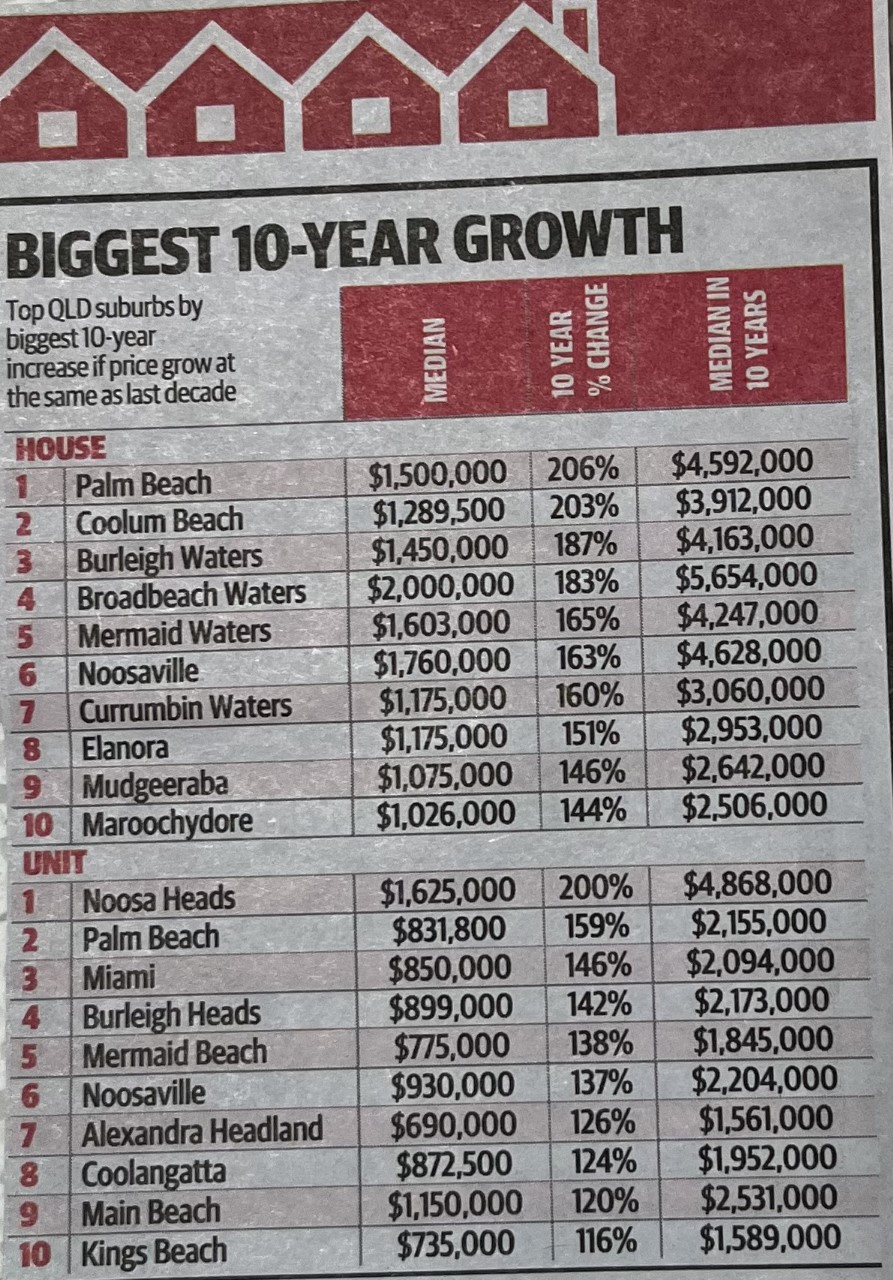 BIGGEST 10-YEAR GROWTH
Top QLD suburbs by
biggest 10-year
increase if price grow at
the same as last decade
MEDIAN
10 YEAR
% CHANGE
MEDIAN IN
10 YEARS
HOUSE
1 Palm Beach $1,500,000 206% $4,592,000
2 Coolum Beach $1,289,500 203% $3,912,000
3 Burleigh Waters $1,450,000 187% $4,163,000
4 Broadbeach Waters $2,000,000 183% $5,654,000
5 Mermaid Waters $1,603,000 165% $4,247,000
6 Noosaville $1,760,000 163% $4,628,000
7 Currumbin Waters $1,175,000 160% $3,060,000
8 Elanora $1,175,000 151% $2,953,000
9 Mudgeeraba $1,075,000 146% $2,642,000
10 Maroochydore $1,026,000 144% $2,506,000
UNIT
1 Noosa Heads $1,625,000 200% $4,868,000
2 Palm Beach $831,800 159% $2,155,000
3 Miami $850,000 146% $2,094,000
4 Burleigh Heads $899,000 142% $2,173,000
5 Mermaid Beach $775,000 138% $1,845,000
6 Noosaville $930,000 137% $2,204,000
7 Alexandra Headland $690,000 126% $1,561,000
8 Coolangatta $872,500 124% $1,952,000
9 Main Beach $1,150,000 120% $2,531,000
10 Kings Beach $735,000 116% $1,589,000